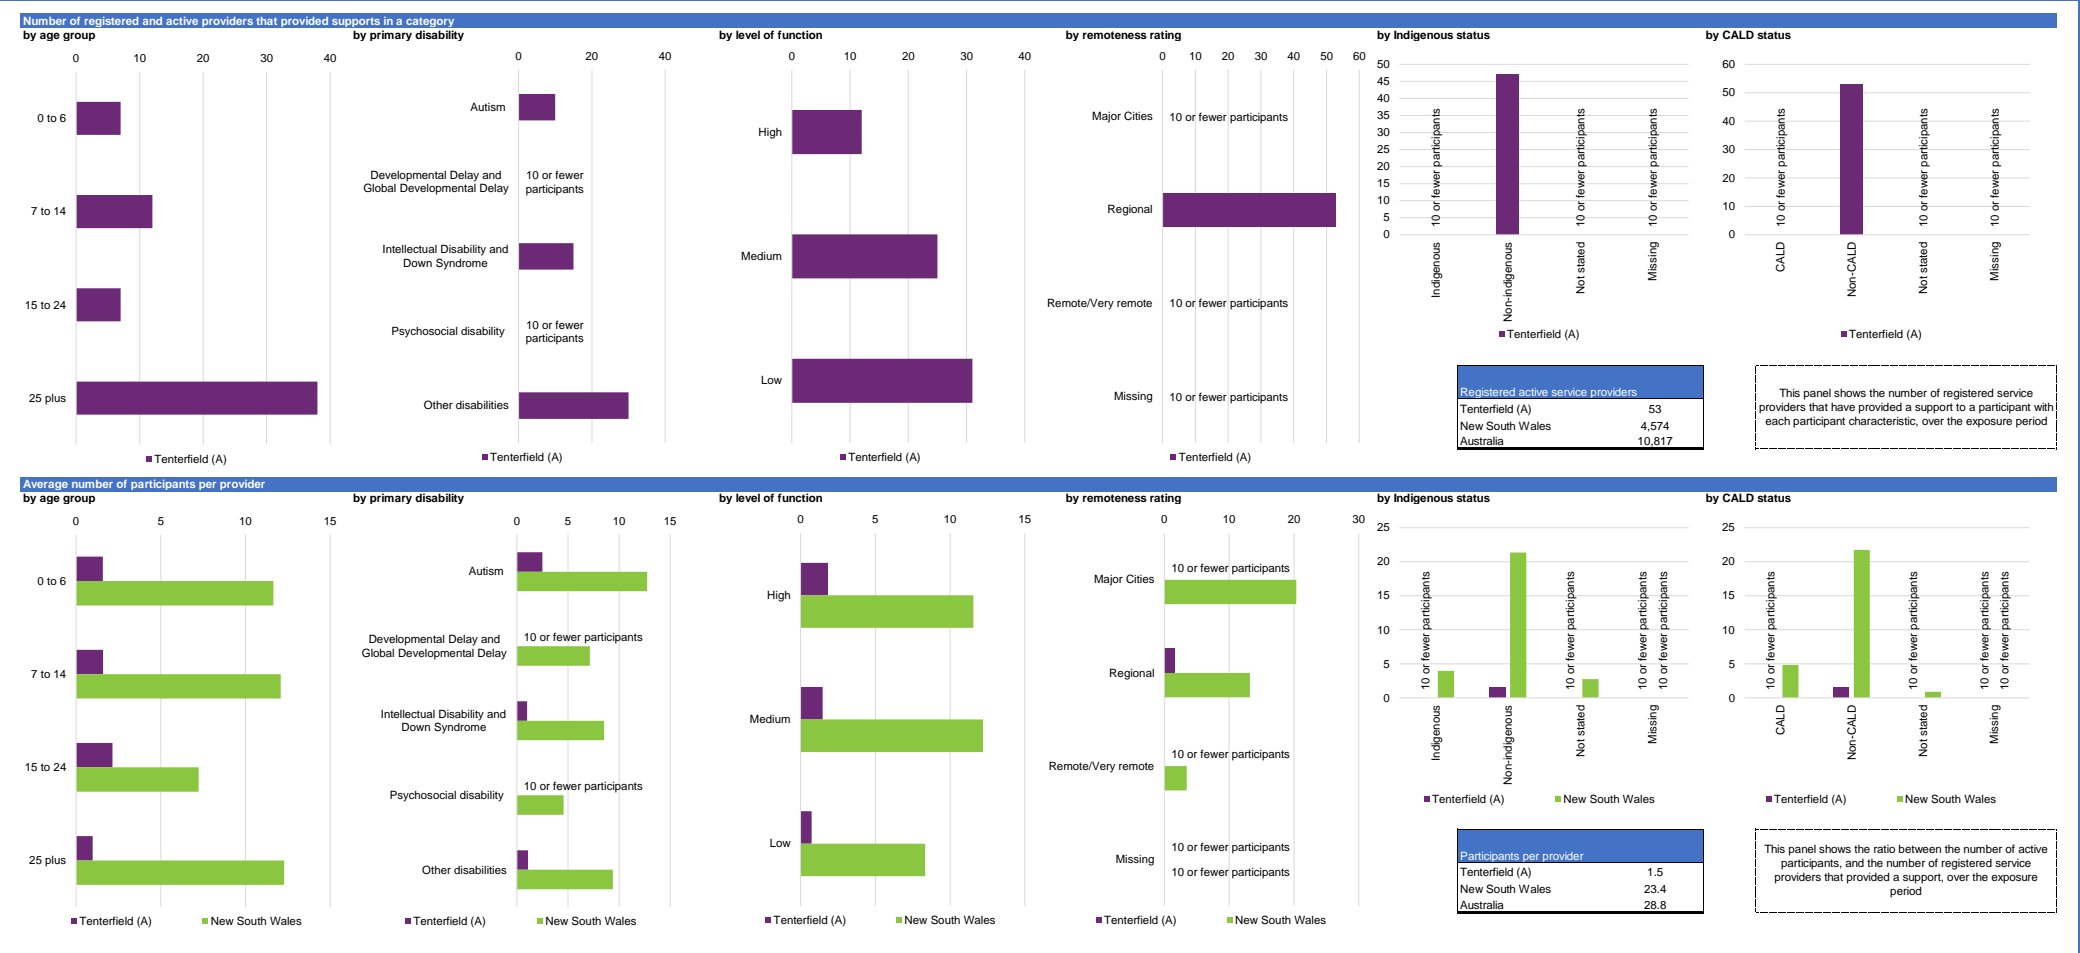 Number of registered and active providers that provided supports in a category
by age group
0 10 20 30 40
0 to 6
7 to 14
15 to 24
25 plus
Tenterfield (A)
by primary disability
0 20 40
Autism
Developmental Delay and
Global Developmental Delay
10 or fewer
participants
Intellectual Disability and
Down Syndrome
Psychosocial disability
10 or fewer
participants
Other disabilities
Tenterfield (A)
by level of function
0 10 20 30 40
High
Medium
Low
Tenterfield (A)
by remoteness rating
0 10 20 30 40 50 60
Major Cities 10 or fewer participants
Regional
Remote/Very remote 10 or fewer participants
Missing 10 or fewer participants
Tenterfield (A)
by Indigenous status
50
45
40
35
30
25
20
15
10
5
0
10 or fewer participants
10 or fewer participants
10 or fewer participants
Indigenous
Non-indigenous
Not stated
Missing
Tenterfield (A)
by CALD status
60
50
40
30
20
10
0
10 or fewer participants
10 or fewer participants
10 or fewer participants
CALD
Non-CALD
Not stated
Missing
Tenterfield (A)
Registered active service providers
Tenterfield (A) 53
New South Wales 4,574
Australia 10,817
This panel shows the number of registered service
providers that have provided a support to a participant with
each participant characteristic, over the exposure period
Average number of participants per provider
by age group
0 5 10 15
0 to 6
7 to 14
15 to 24
25 plus
Tenterfield (A) New South Wales
by primary disability
0 5 10 15
Autism
Developmental Delay and
Global Developmental Delay
10 or fewer participants
Intellectual Disability and
Down Syndrome
Psychosocial disability
10 or fewer participants
Other disabilities
Tenterfield (A) New South Wales
by level of function
0 5 10 15
High
Medium
Low
Tenterfield (A) New South Wales
by remoteness rating
0 10 20 30
Major Cities
10 or fewer participants
Regional
Remote/Very remote
10 or fewer participants
Missing
10 or fewer participants
10 or fewer participants
Tenterfield (A) New South Wales
by Indigenous status
25
20
15
10
5
0
10 or fewer participants
10 or fewer participants
10 or fewer participants
10 or fewer participants
Indigenous
Non-indigenous
Not stated
Missing
Tenterfield (A) New South Wales
by CALD status
25
20
15
10
5
0
10 or fewer participants
10 or fewer participants
10 or fewer participants
10 or fewer participants
CALD
Non-CALD
Not stated
Missing
Tenterfield (A) New South Wales
Participants per provider
Tenterfield (A) 1.5
New South Wales 23.4
Australia 28.8
This panel shows the ratio between the number of active
participants, and the number of registered service
providers that provided a support, over the exposure
period